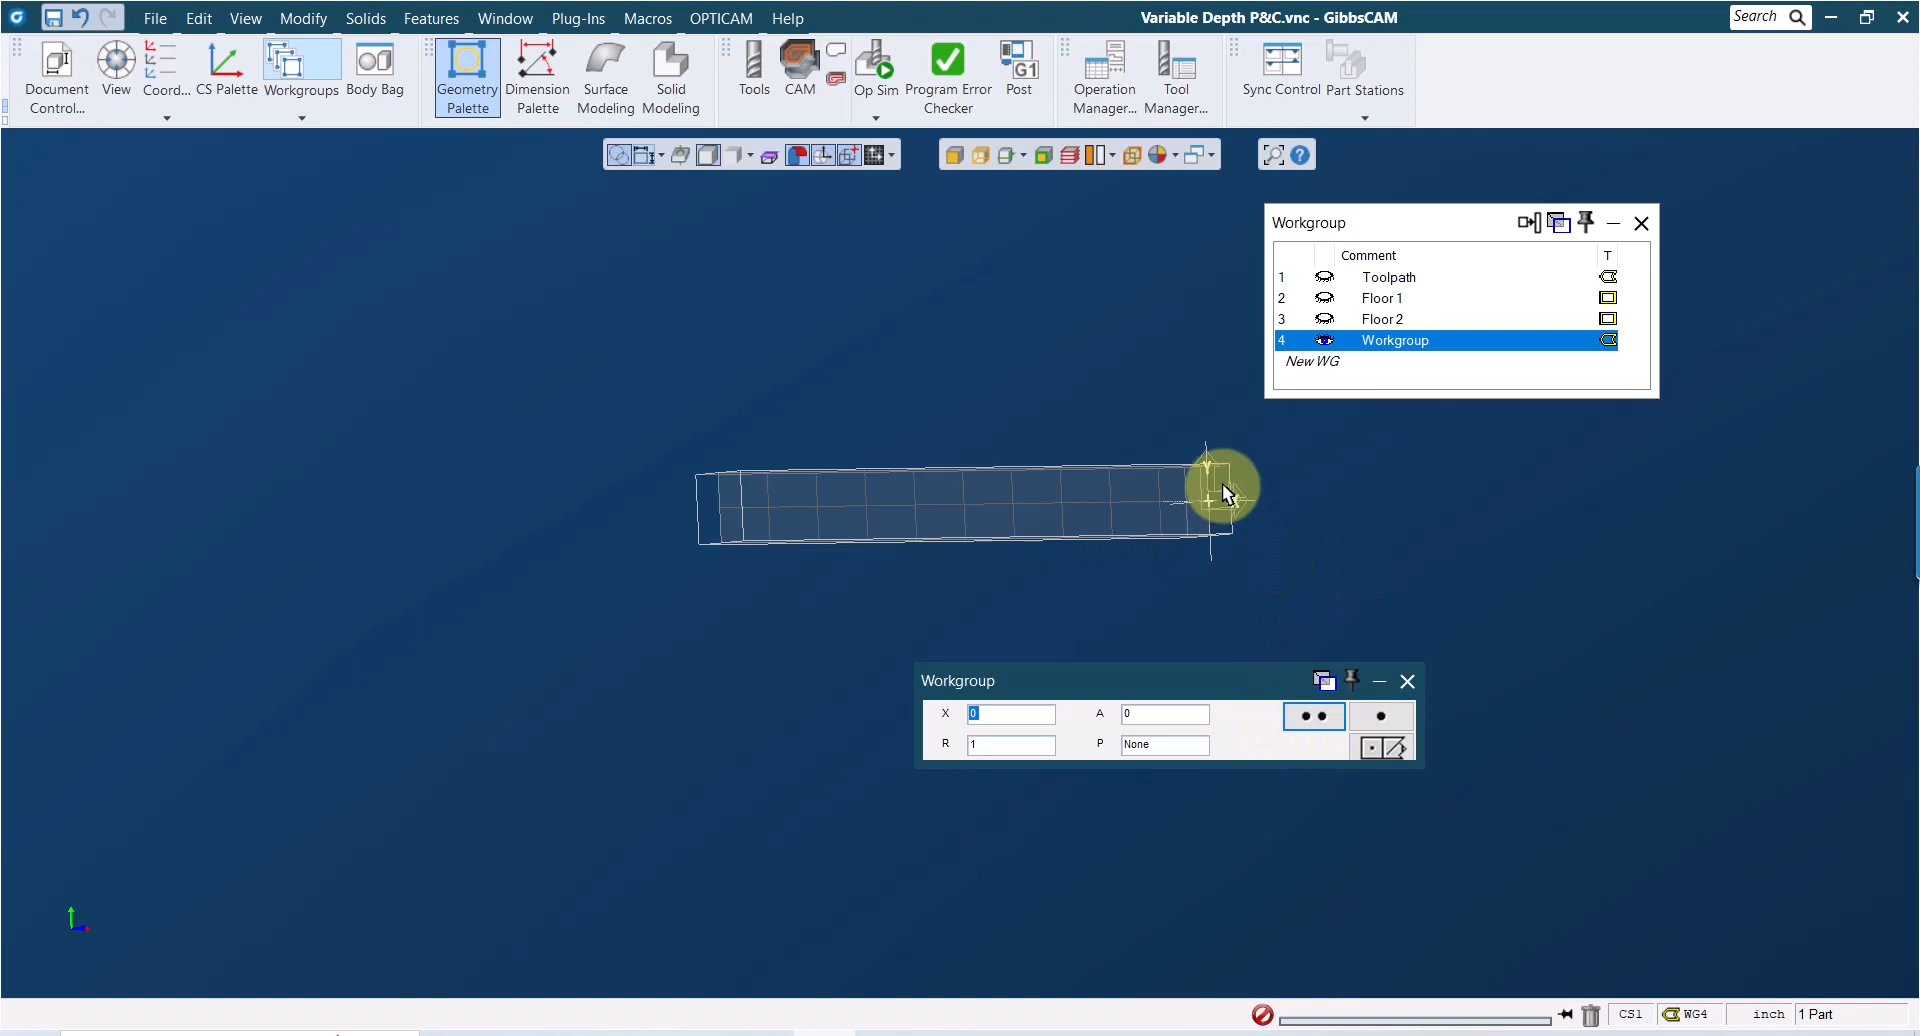 File Edit View Modify Solids Features Window Plug-Ins Macros OPTICAM Help
Variable Depth P&C.vnc - GibbsCAM
Search
Document Control...
View
Coord...
CS Palette
Workgroups
Body Bag
Geometry Palette
Dimension Palette
Surface Modeling
Solid Modeling
Tools
CAM
Op Sim
Program Error Checker
G1
Post
Operation Manager...
Tool Manager...
Sync Control
Part Stations
Workgroup
Comment T
1 Toolpath
2 Floor 1
3 Floor 2
4 Workgroup
New WG
Y
Workgroup
X 0 A 0
R 1 P None
CS1 WG4 inch 1 Part